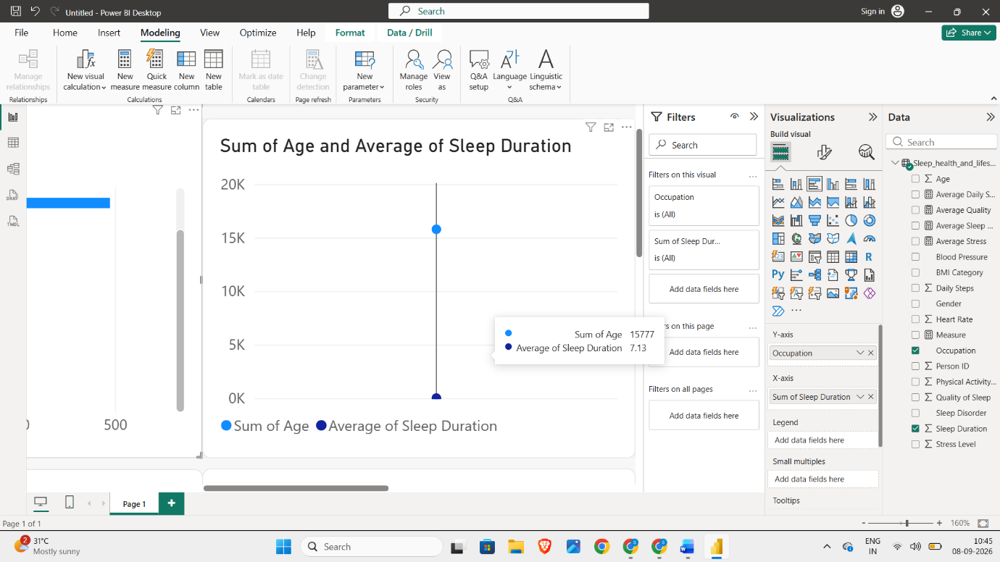 Untitled - Power BI Desktop
Search
Sign in
File Home Insert Modeling View Optimize Help Format Data / Drill
Share
Manage relationships
New visual calculation
New measure
Quick measure
New column
New table
Mark as date table
Change detection
New parameter
Manage roles
View as
Q&A setup
Language
Linguistic schema
Relationships
Calculations
Calendars
Page refresh
Parameters
Security
Q&A
DAX
TMDL
500
Sum of Age and Average of Sleep Duration
20K
15K
10K
5K
0K
Sum of Age 15777
Average of Sleep Duration 7.13
Sum of Age Average of Sleep Duration
Filters
Search
Filters on this visual ...
Occupation
is (All)
Sum of Sleep Dur...
is (All)
Add data fields here
rs on this page ...
Add data fields here
Filters on all pages ...
Add data fields here
Visualizations
Build visual
123
R
Py
...
Y-axis
Occupation
X-axis
Sum of Sleep Duration
Legend
Add data fields here
Small multiples
Add data fields here
Tooltips
Data
Search
Sleep_health_and_lifes...
Age
Average Daily S...
Average Quality
Average Sleep ...
Average Stress
Blood Pressure
BMI Category
Daily Steps
Gender
Heart Rate
Measure
Occupation
Person ID
Physical Activity...
Quality of Sleep
Sleep Disorder
Sleep Duration
Stress Level
Page 1
Page 1 of 1
- + 160%
2
31°C
Mostly sunny
Search
ENG
IN
10:45
08-09-2026